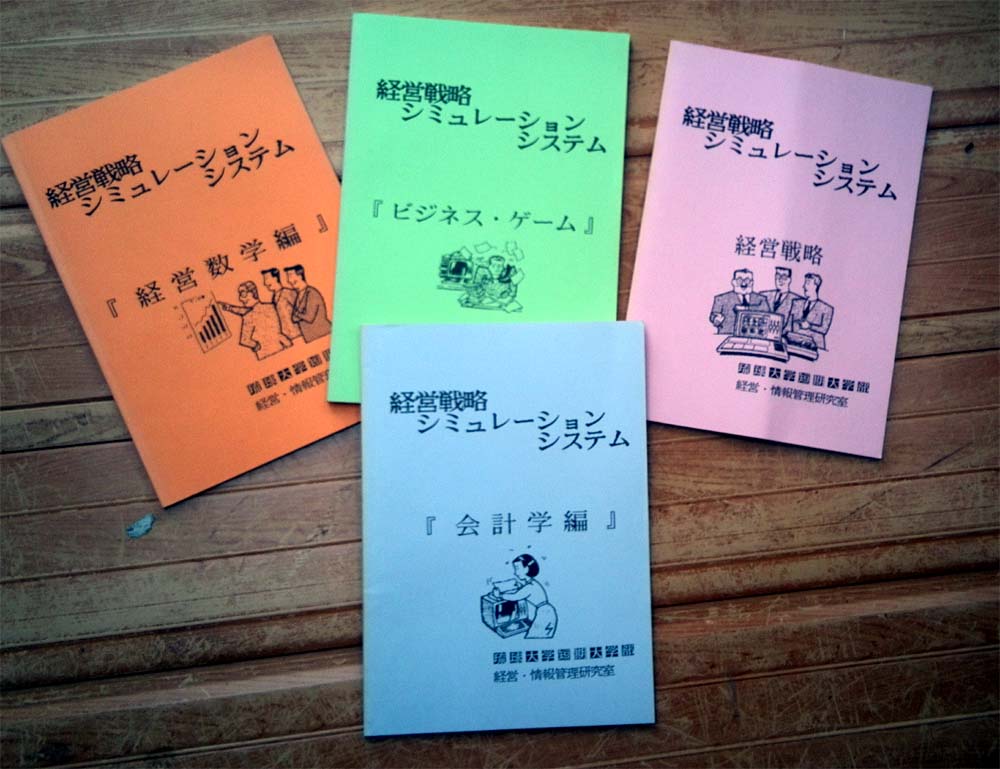 経営戦略
シミュレーション
システム
『経営数学編』
経営・情報管理研究
経営戦略
シミュレーション
システム
『ビジネス・ゲーム』
経営戦略
シミュレーション
システム
経営戦略
経営・情報管理研究室
経営戦略
シミュレーション
システム
『会計学編』
経営・情報管理研究室